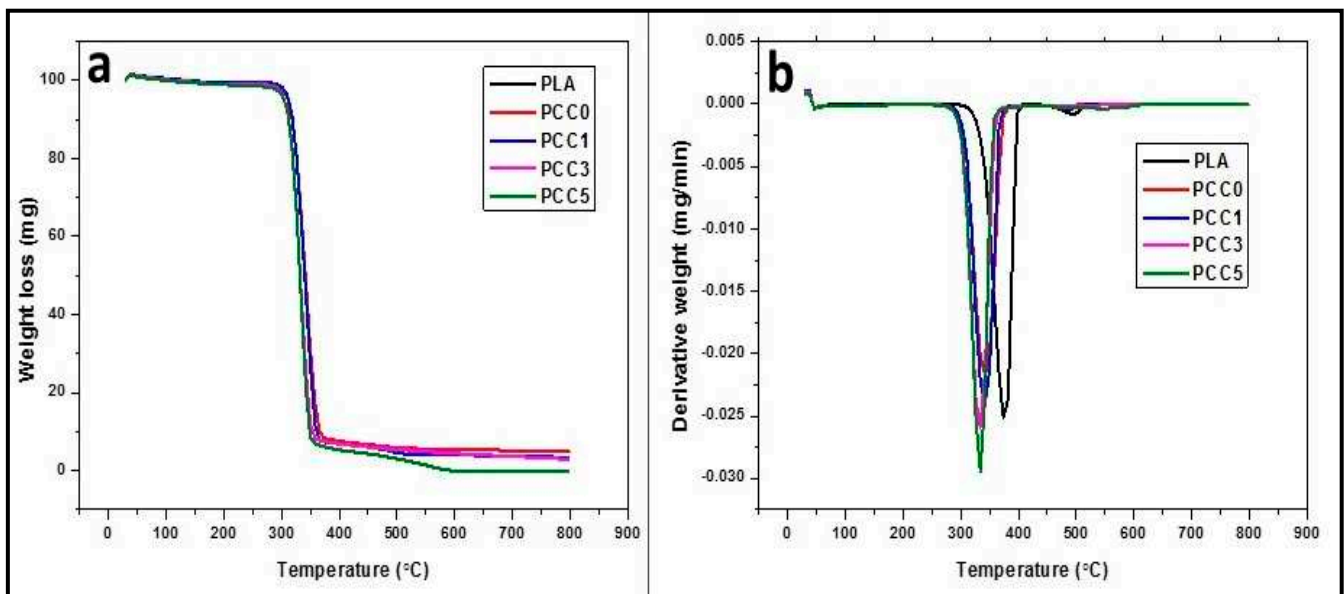 a
Weight loss (mg)
100
80
60
40
20
0
0 100 200 300 400 500 600 700 800 900
Temperature (°C)
PLA
PCC0
PCC1
PCC3
PCC5
b
Derivative weight (mg/min)
0.005
0.000
-0.005
-0.010
-0.015
-0.020
-0.025
-0.030
0 100 200 300 400 500 600 700 800 900
Temperature (°C)
PLA
PCC0
PCC1
PCC3
PCC5